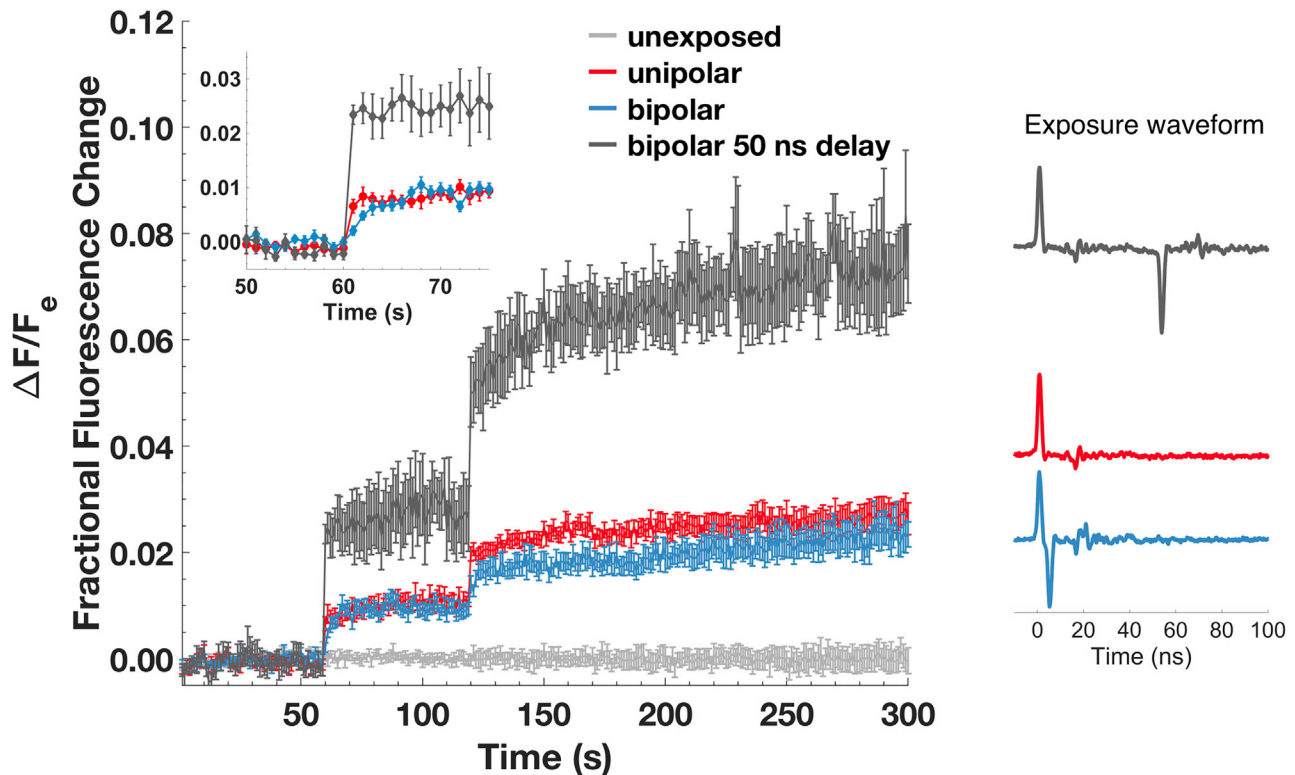 0.12
0.10
0.08
0.06
0.04
0.02
0.00
ΔF/Fe
Fractional Fluorescence Change
50 100 150 200 250 300
Time (s)
0.03
0.02
0.01
0.00
50 60 70
Time (s)
unexposed
unipolar
bipolar
bipolar 50 ns delay
Exposure waveform
0 20 40 60 80 100
Time (ns)